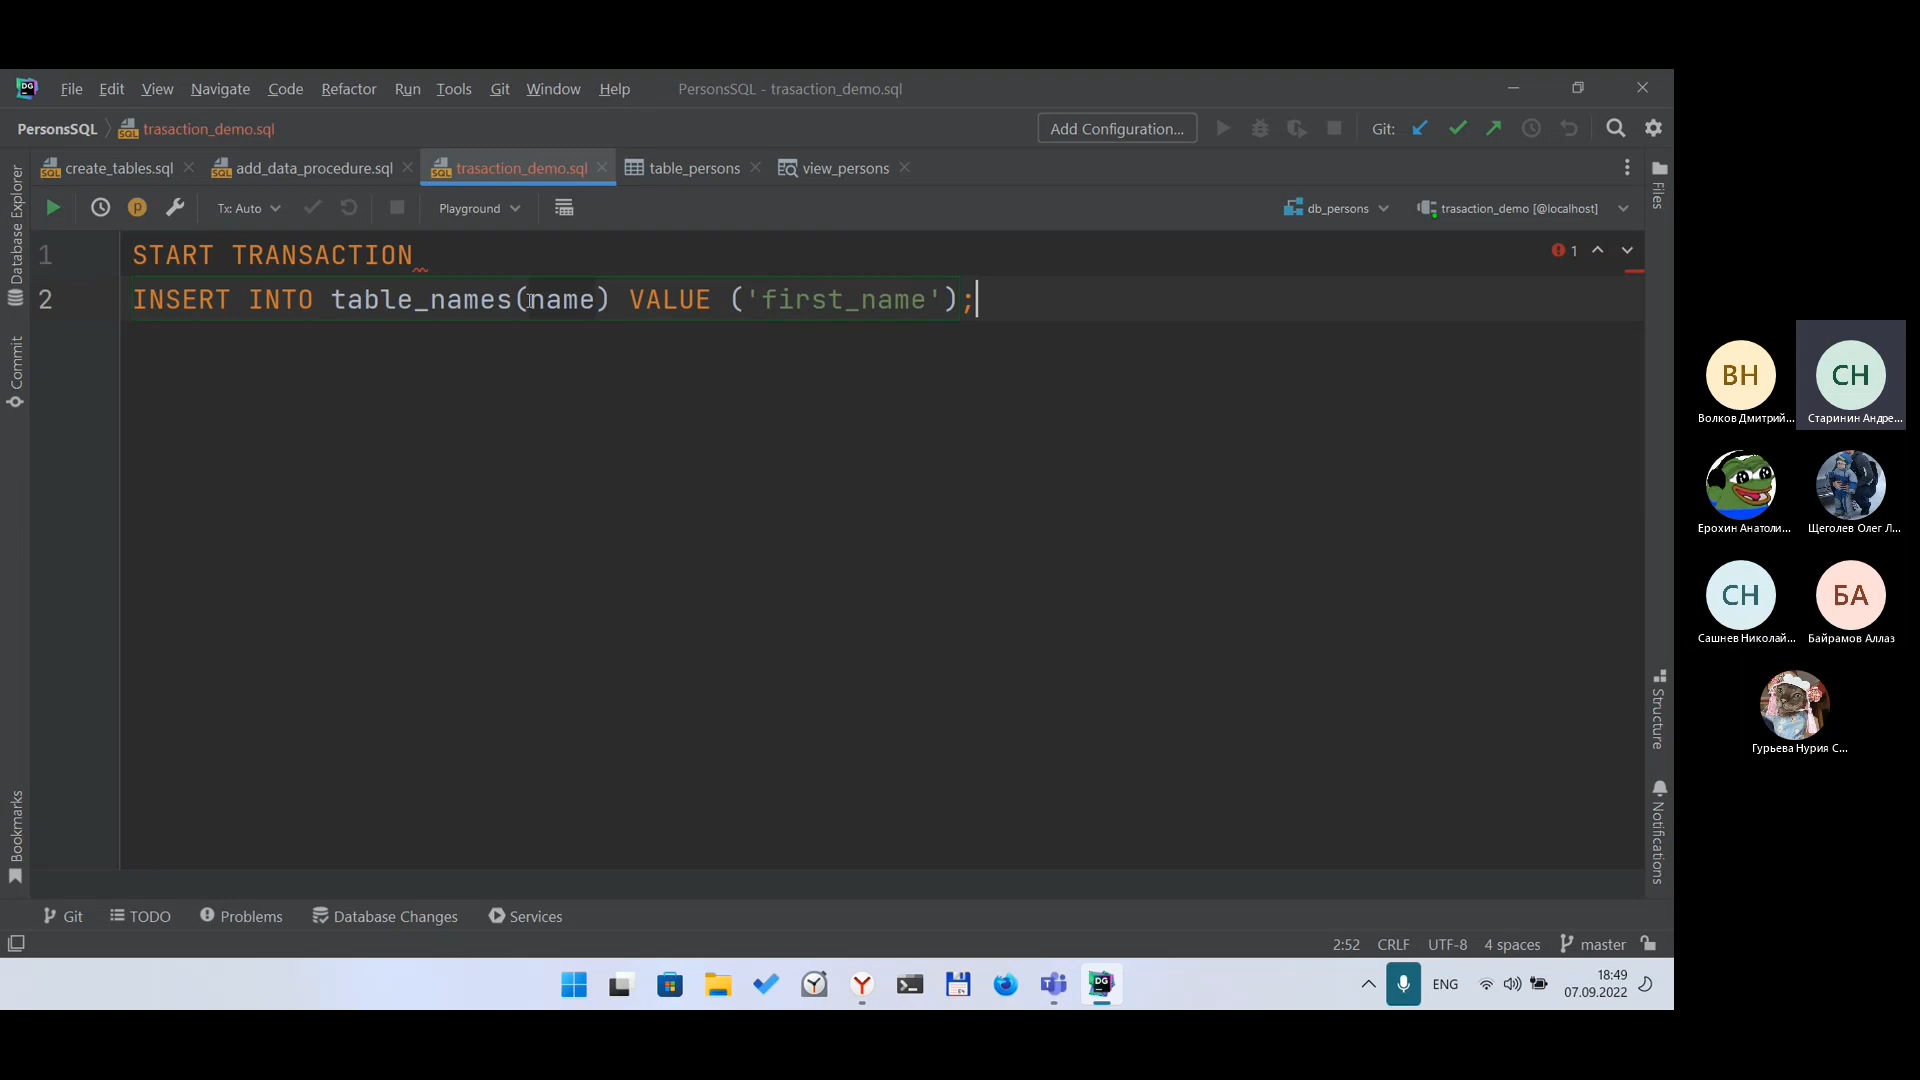 DG File Edit View Navigate Code Refactor Run Tools Git Window Help PersonsSQL - trasaction_demo.sql
PersonsSQL trasaction_demo.sql Add Configuration... Git:
create_tables.sql add_data_procedure.sql trasaction_demo.sql table_persons view_persons
Tx: Auto Playground db_persons trasaction_demo [@localhost]
1 START TRANSACTION 1
2 INSERT INTO table_names(name) VALUE ('first_name');
Database Explorer
Commit
Bookmarks
Files
Structure
Notifications
ВН СН
Волков Дмитрий... Старинин Андре...
Ерохин Анатоли... Щеголев Олег Л...
СН БА
Сашнев Николай... Байрамов Аллаз
Гурьева Нурия С...
Git TODO Problems Database Changes Services
2:52 CRLF UTF-8 4 spaces master
ENG 18:49
07.09.2022